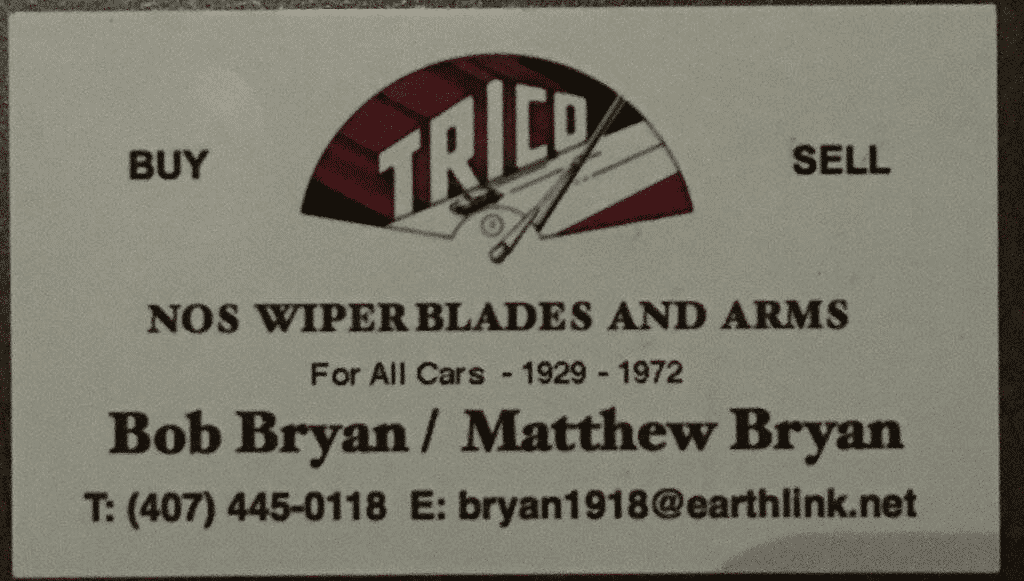 TRICO
BUY SELL
NOS WIPER BLADES AND ARMS
For All Cars - 1929 - 1972
Bob Bryan / Matthew Bryan
T: (407) 445-0118 E: bryan1918@earthlink.net